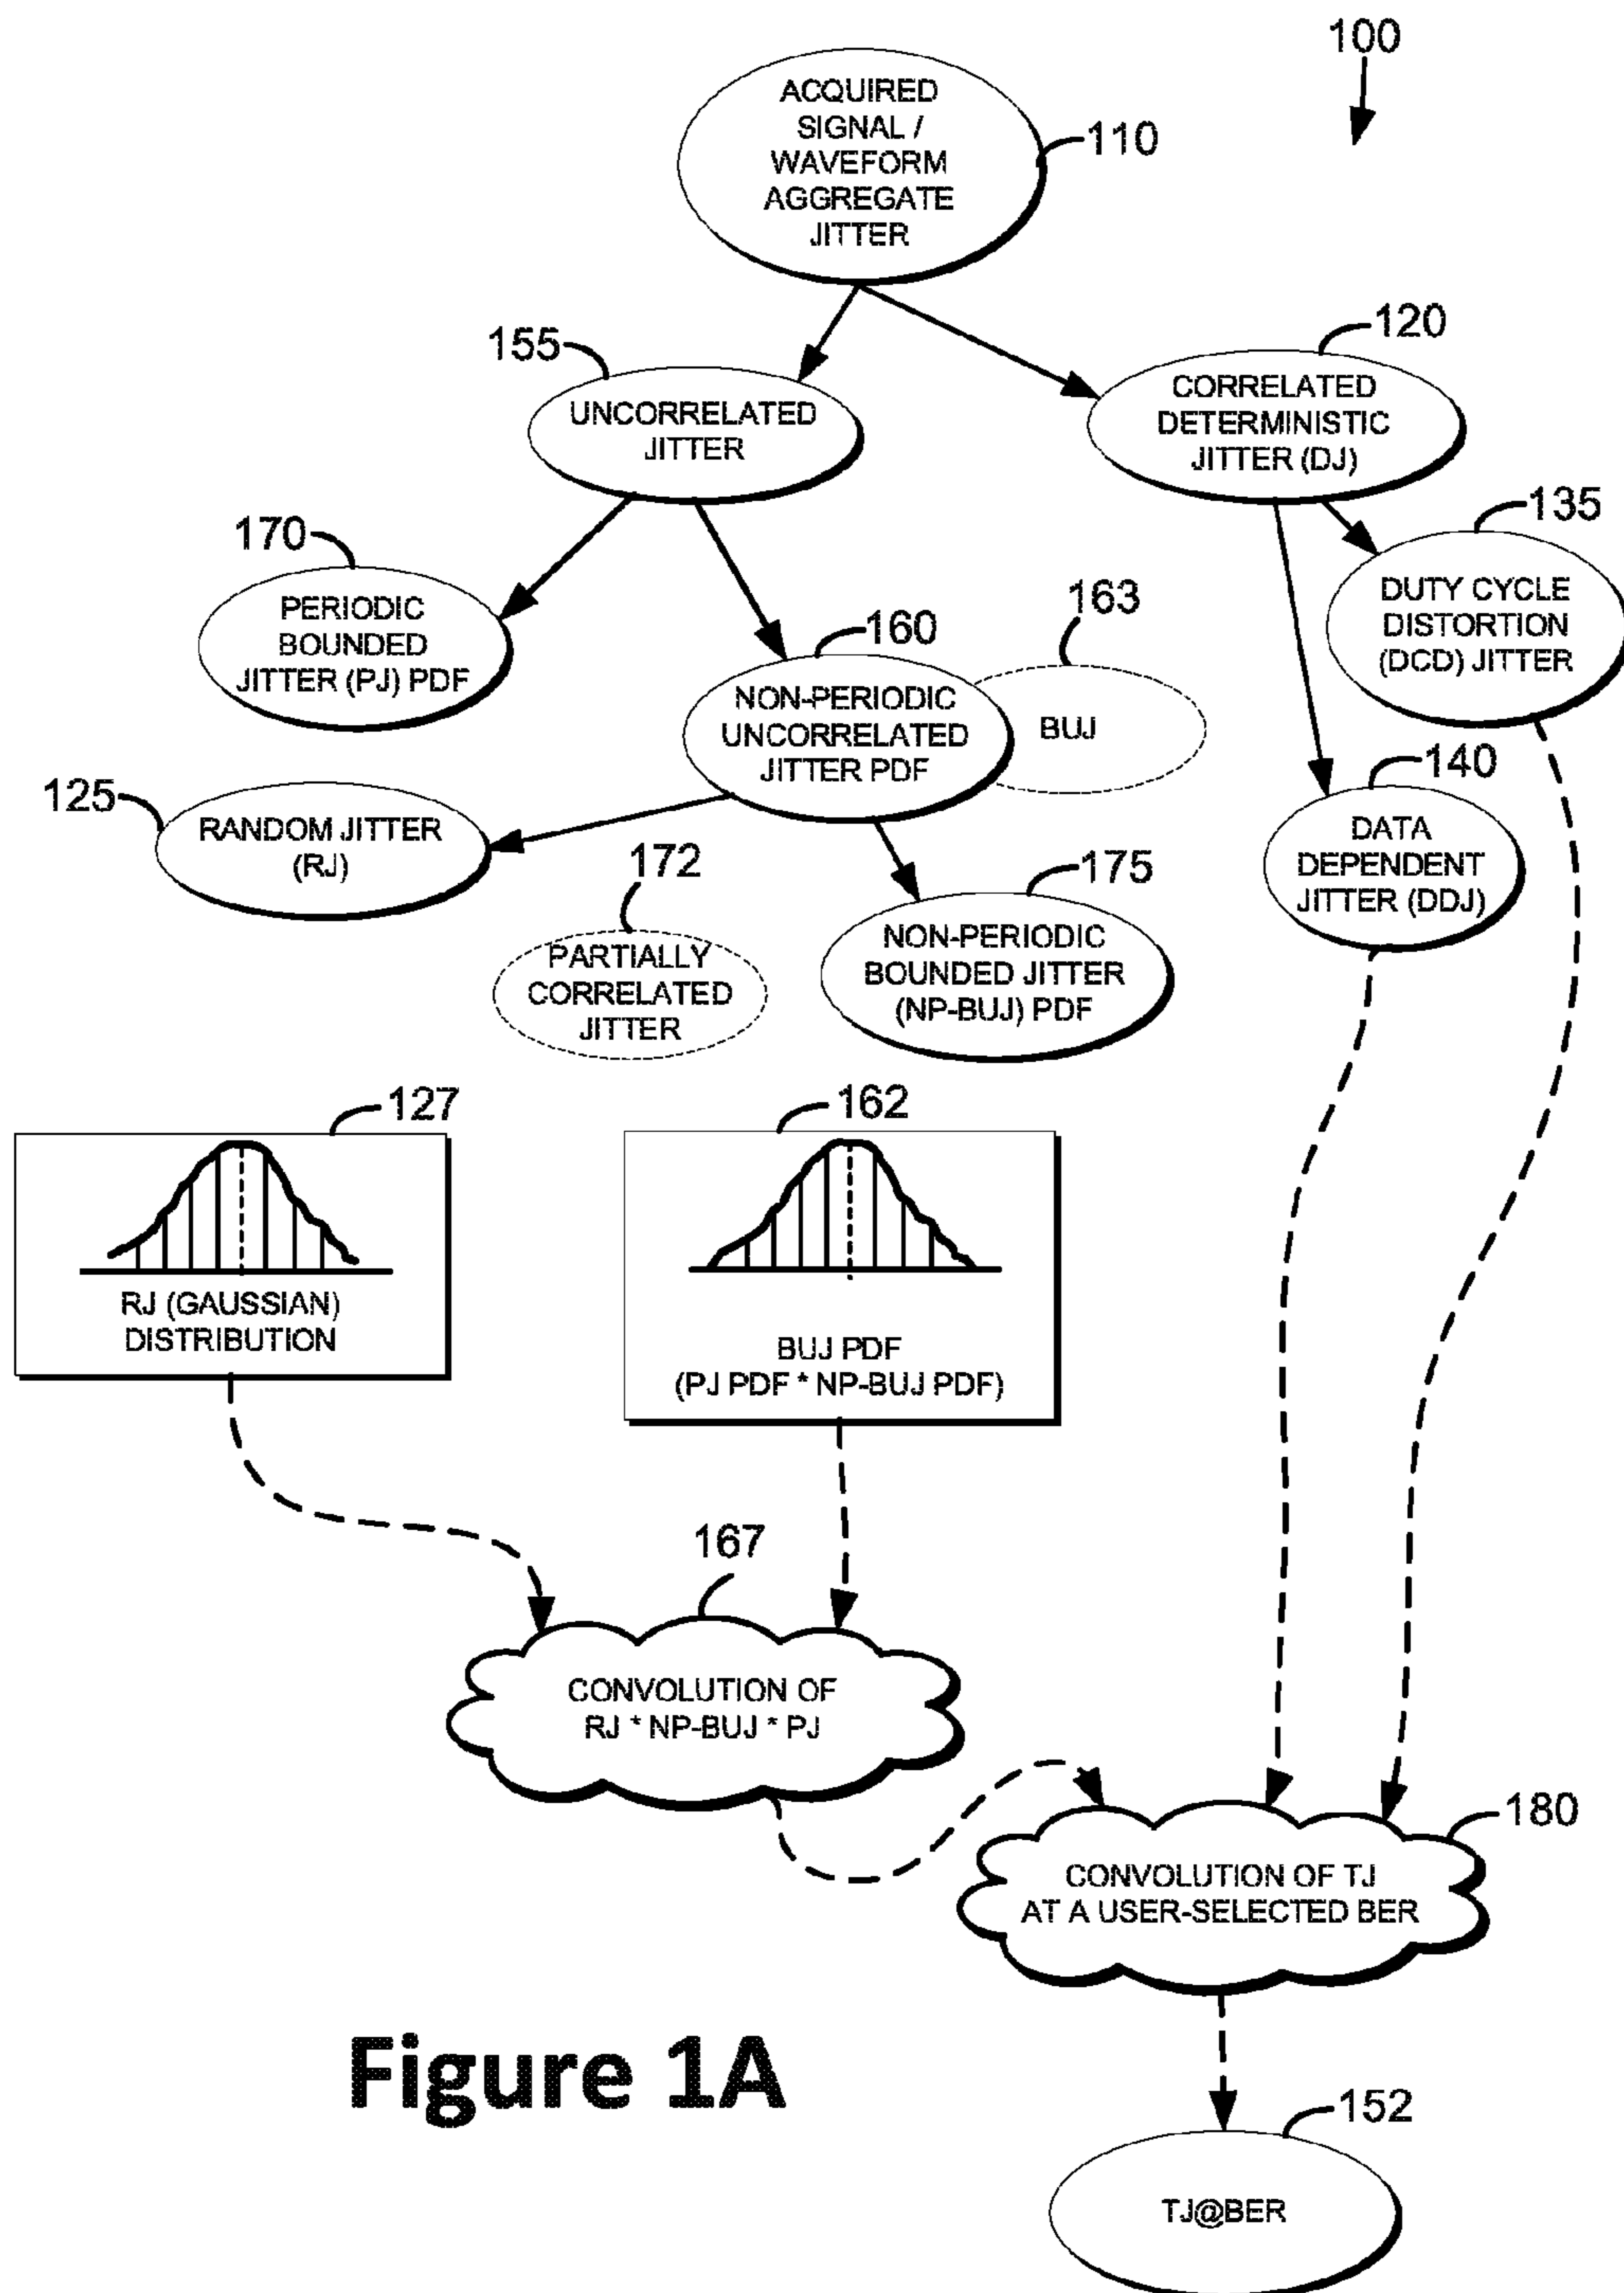 100
ACQUIRED
SIGNAL /
WAVEFORM
AGGREGATE
JITTER
110
155
UNCORRELATED
JITTER
120
CORRELATED
DETERMINISTIC
JITTER (DJ)
170
PERIODIC
BOUNDED
JITTER (PJ) PDF
135
DUTY CYCLE
DISTORTION
(DCD) JITTER
160
NON-PERIODIC
UNCORRELATED
JITTER PDF
163
BUJ
125
RANDOM JITTER
(RJ)
172
PARTIALLY
CORRELATED
JITTER
175
NON-PERIODIC
BOUNDED JITTER
(NP-BUJ) PDF
140
DATA
DEPENDENT
JITTER (DDJ)
127
RJ (GAUSSIAN)
DISTRIBUTION
162
BUJ PDF
(PJ PDF * NP-BUJ PDF)
167
CONVOLUTION OF
RJ * NP-BUJ * PJ
180
CONVOLUTION OF TJ
AT A USER-SELECTED BER
Figure 1A
152
TJ@BER